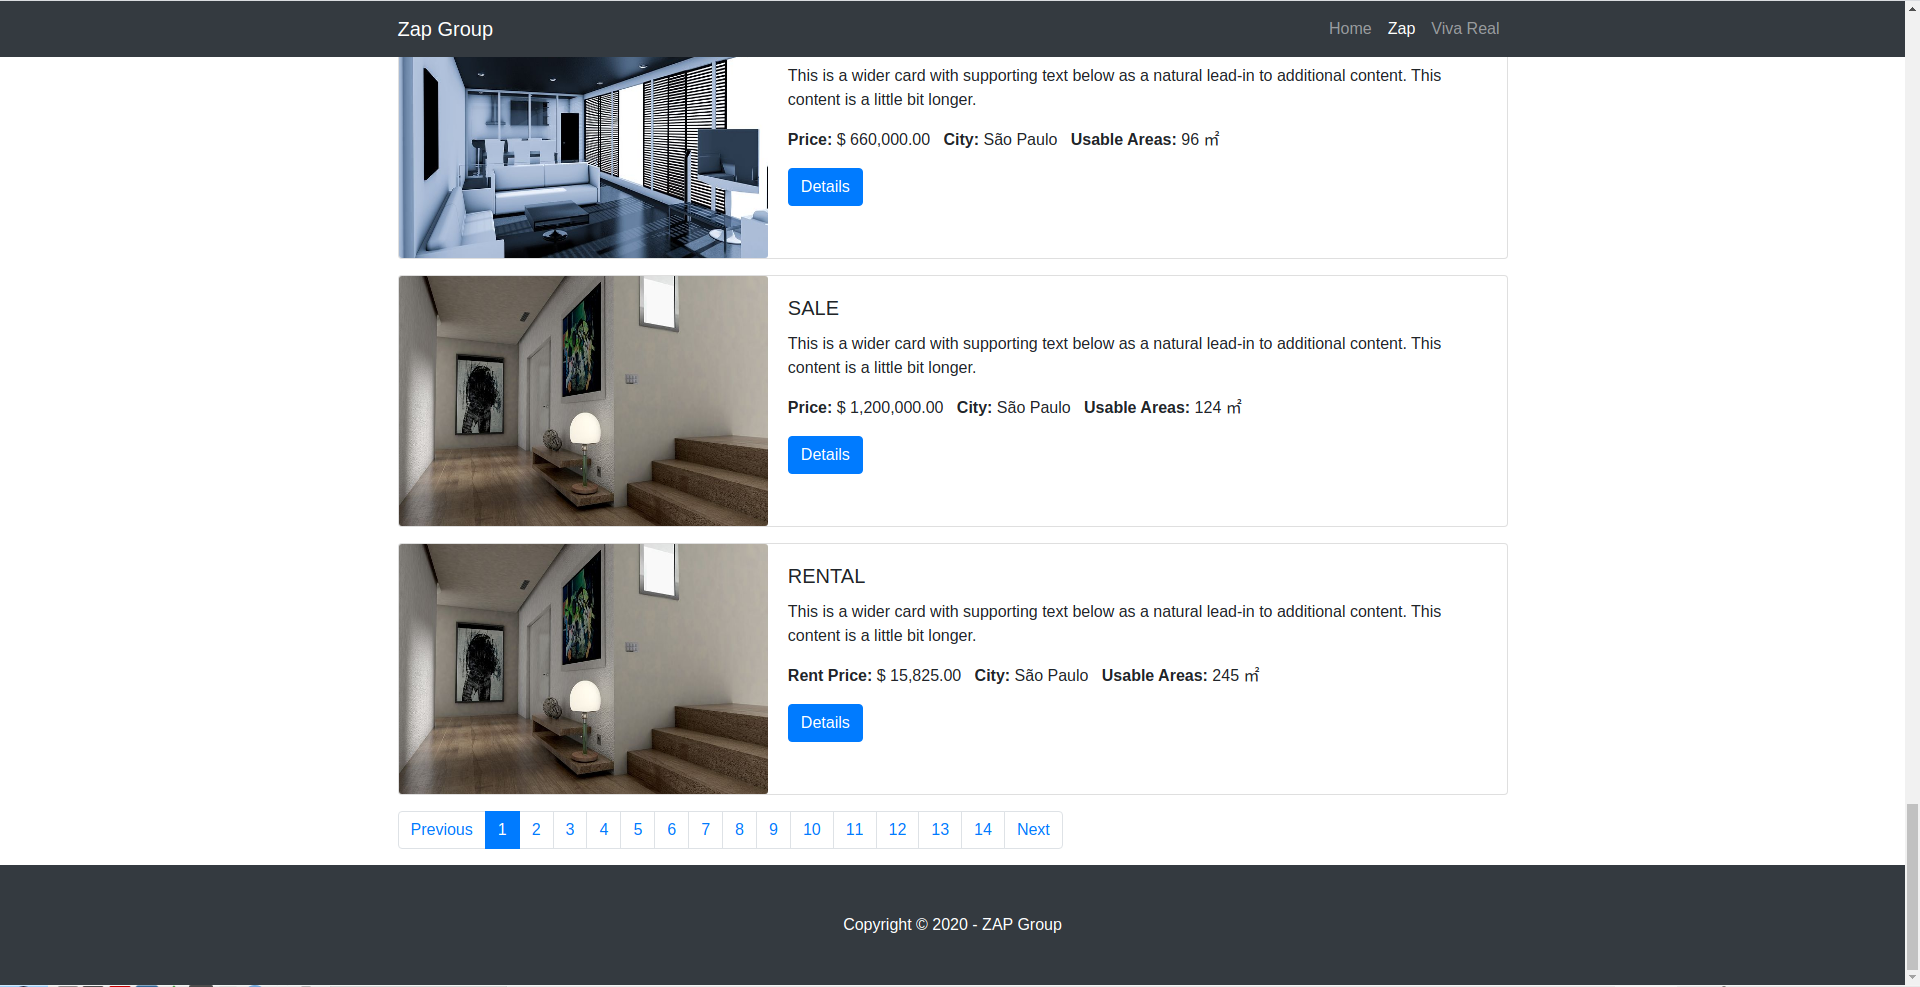 Zap Group
Home Zap Viva Real
This is a wider card with supporting text below as a natural lead-in to additional content. This
content is a little bit longer.
Price: $ 660,000.00 City: São Paulo Usable Areas: 96 ㎡
Details
SALE
This is a wider card with supporting text below as a natural lead-in to additional content. This
content is a little bit longer.
Price: $ 1,200,000.00 City: São Paulo Usable Areas: 124 ㎡
Details
RENTAL
This is a wider card with supporting text below as a natural lead-in to additional content. This
content is a little bit longer.
Rent Price: $ 15,825.00 City: São Paulo Usable Areas: 245 ㎡
Details
Previous 1 2 3 4 5 6 7 8 9 10 11 12 13 14 Next
Copyright © 2020 - ZAP Group